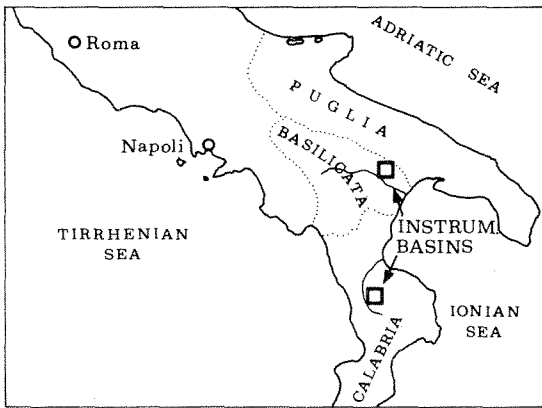 Roma
ADRIATIC SEA
PUGLIA
Napoli
BASILICATA
TIRRHENIAN
SEA
INSTRUM.
BASINS
IONIAN
SEA
CALABRIA